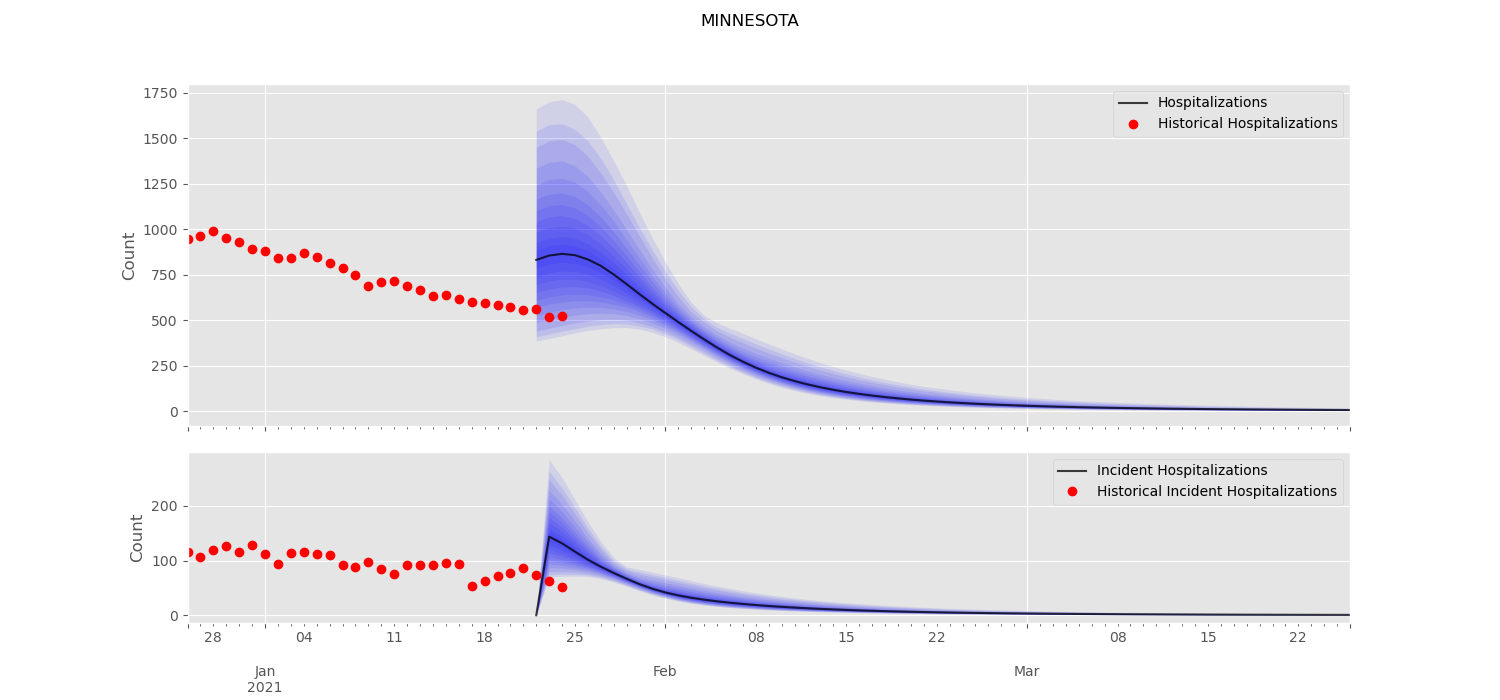 MINNESOTA
1750
1500
1250
1000
750
500
250
0
Count
Hospitalizations
Historical Hospitalizations
200
100
0
Count
Incident Hospitalizations
Historical Incident Hospitalizations
28 04 11 18 25 08 15 22 08 15 22
Jan Feb Mar
2021